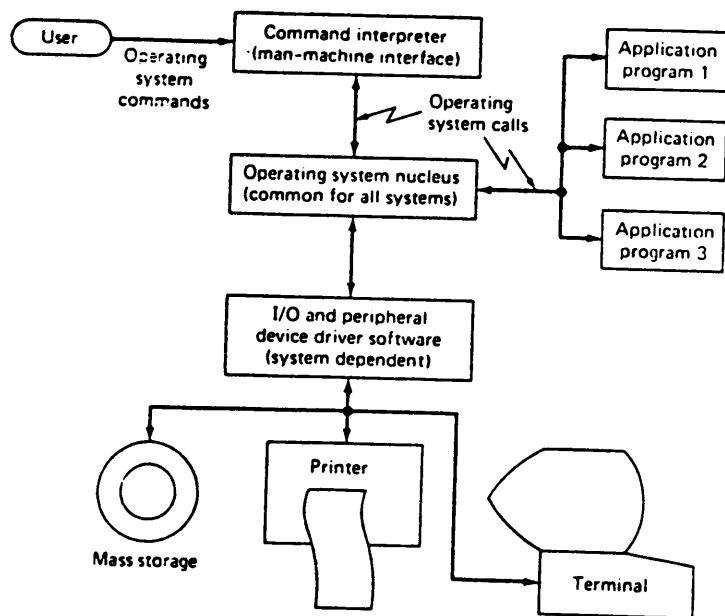 User
Operating
system
commands
Command interpreter
(man-machine interface)
Operating
system calls
Application
program 1
Application
program 2
Application
program 3
Operating system nucleus
(common for all systems)
I/O and peripheral
device driver software
(system dependent)
Mass storage
Printer
Terminal